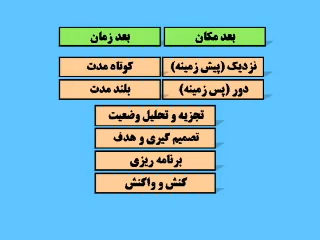 بعد مکان
بعد زمان
نزدیک (پیش زمینه)
کوتاه مدت
دور (پس زمینه)
بلند مدت
تجزیه و تحلیل وضعیت
تصمیم گیری و هدف
برنامه ریزی
کنش و واکنش